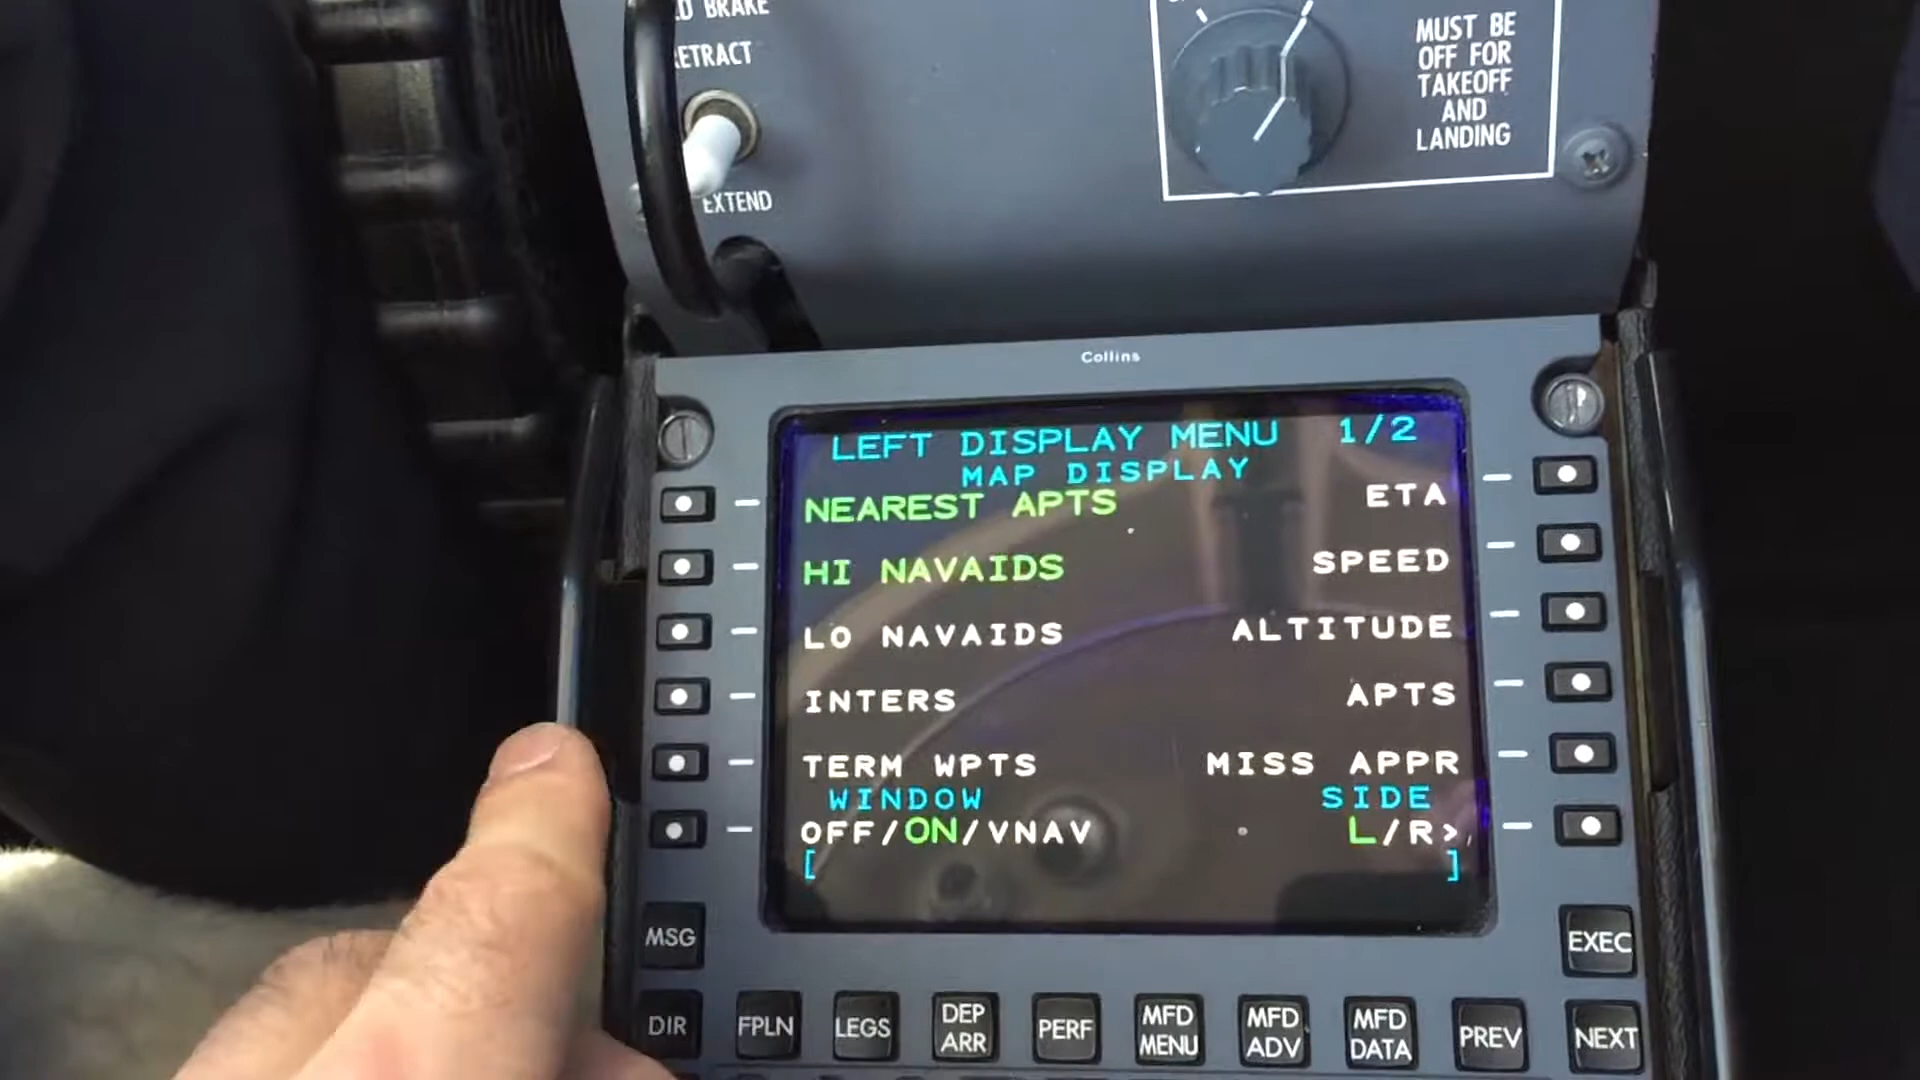 BRAKE
RETRACT
EXTEND
MUST BE
OFF FOR
TAKEOFF
AND
LANDING
Collins
LEFT DISPLAY MENU 1/2
MAP DISPLAY
NEAREST APTS ETA
HI NAVAIDS SPEED
LO NAVAIDS ALTITUDE
INTERS APTS
TERM WPTS MISS APPR
WINDOW SIDE
OFF/ON/VNAV L/R>
[ ]
MSG EXEC
DIR FPLN LEGS DEP ARR PERF MFD MENU MFD ADV MFD DATA PREV NEXT